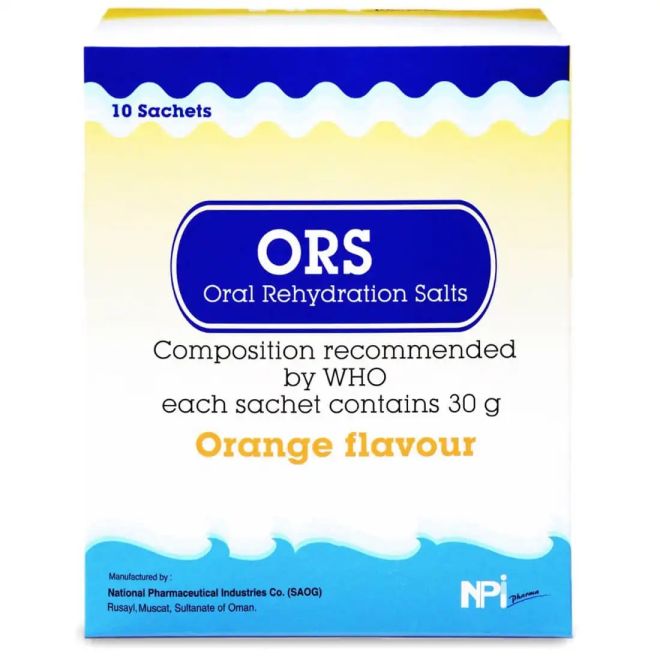 10 Sachets
ORS
Oral Rehydration Salts
Composition recommended
by WHO
each sachet contains 30 g
Orange flavour
Manufactured by :
National Pharmaceutical Industries Co. (SAOG)
Rusayl, Muscat, Sultanate of Oman.
NPi Pharma